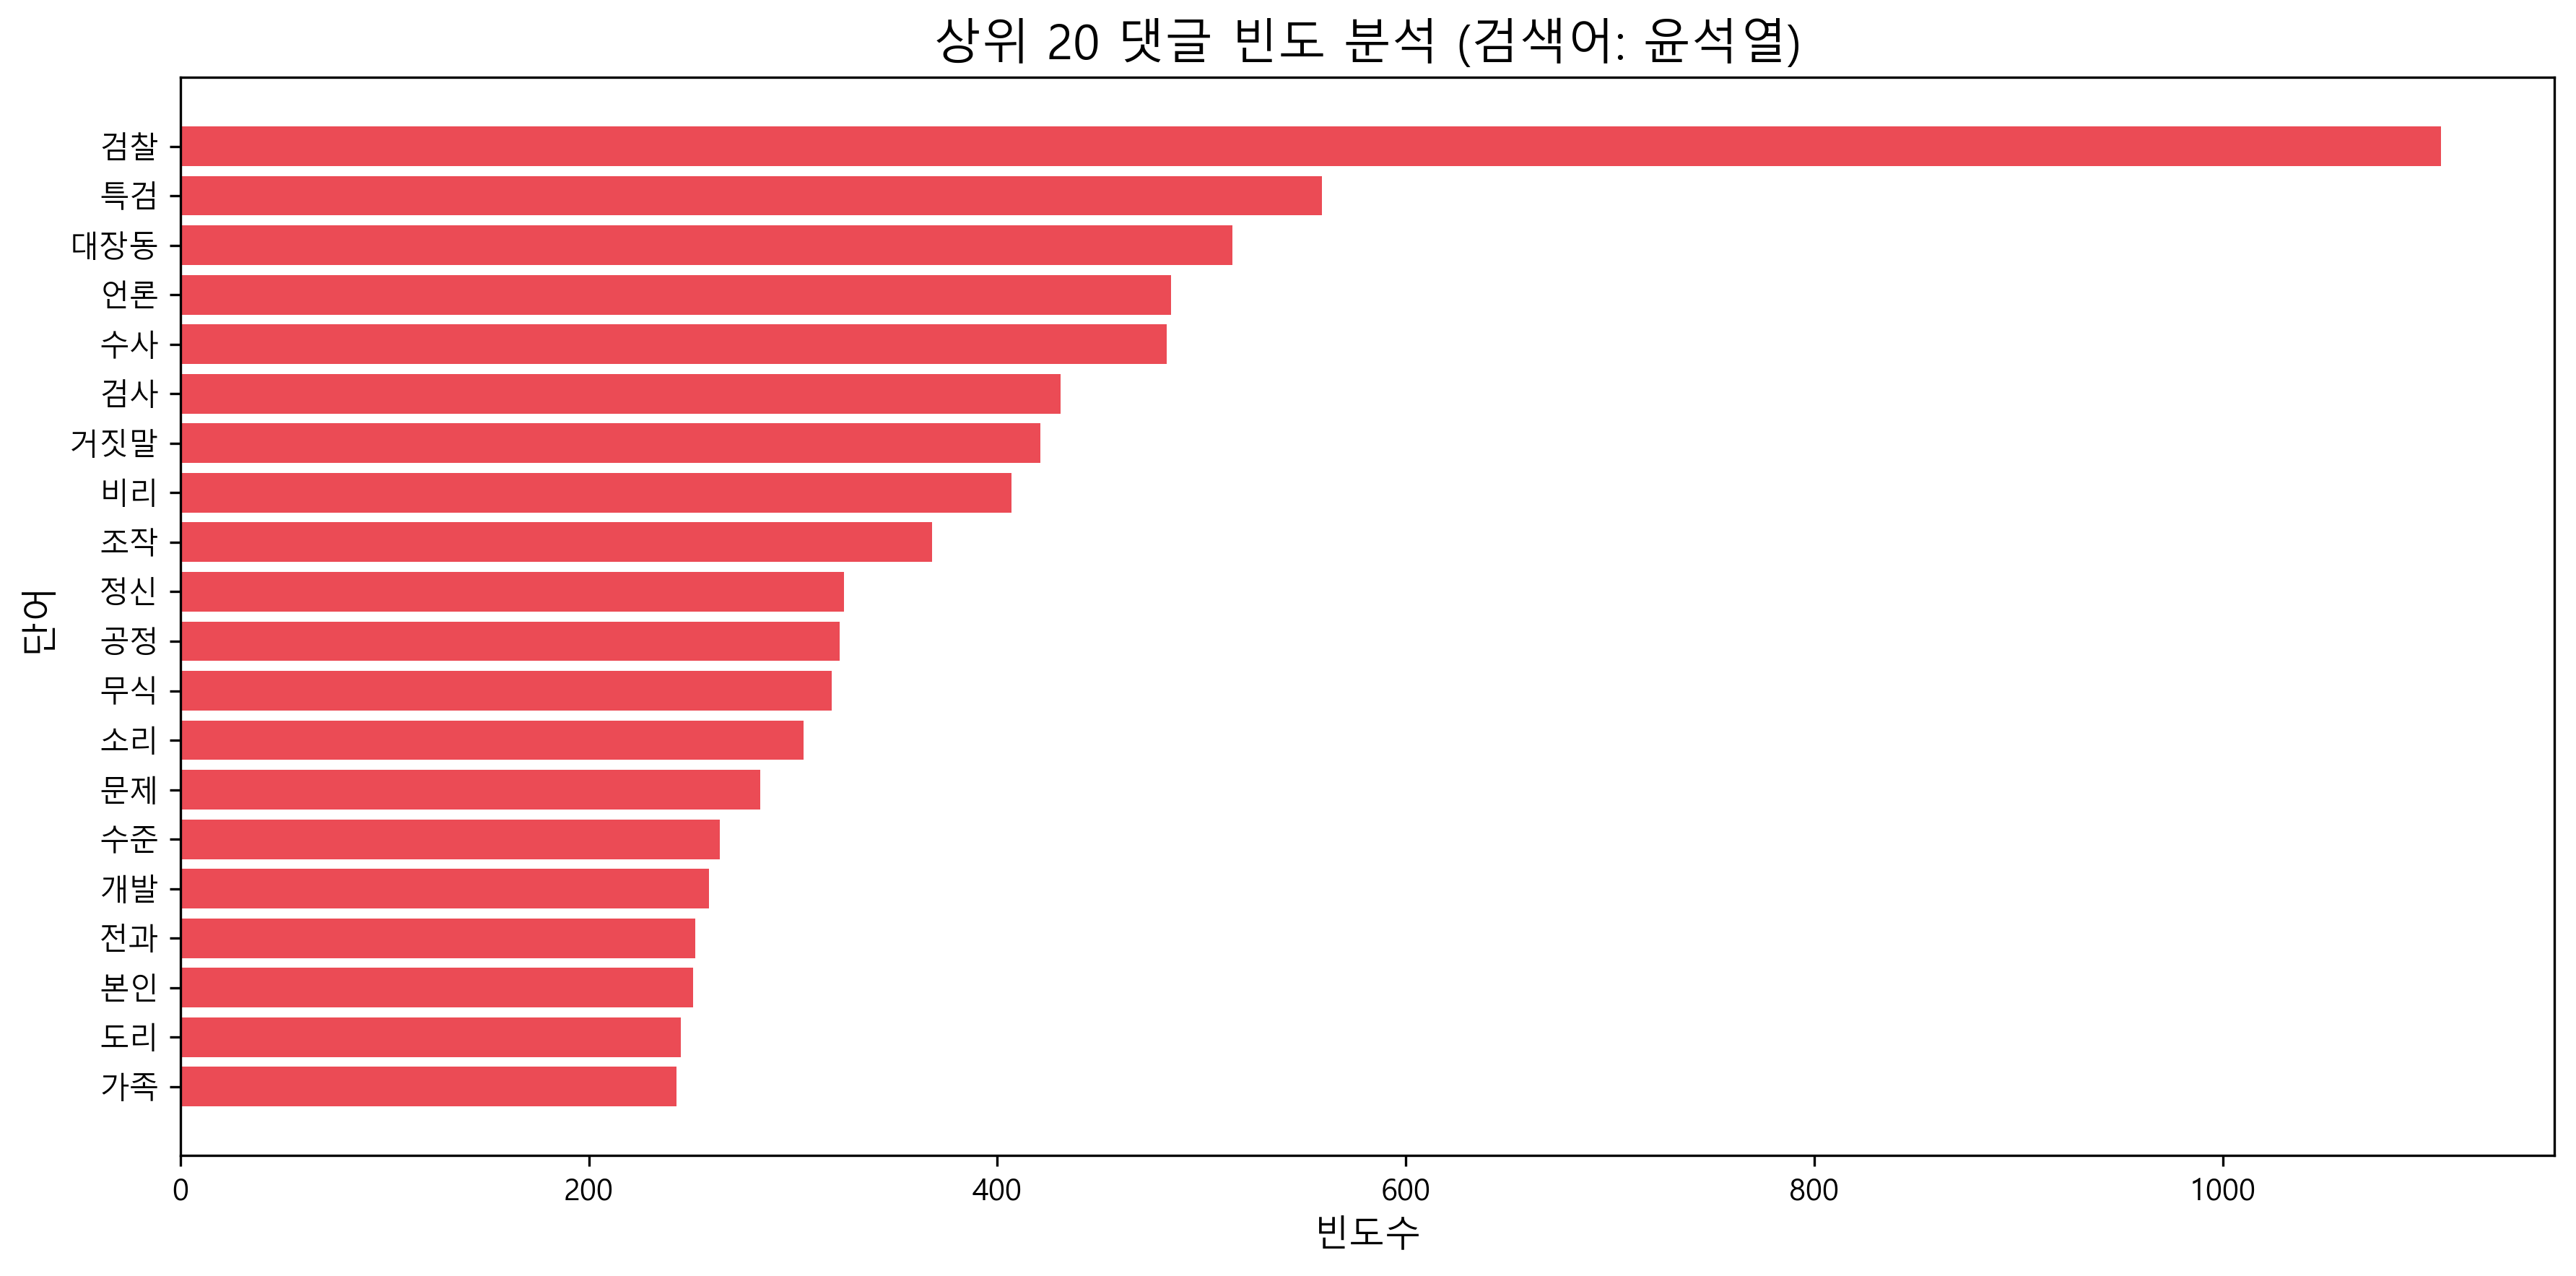 상위 20 댓글 빈도 분석 (검색어: 윤석열)
단어
검찰
특검
대장동
언론
수사
검사
거짓말
비리
조작
정신
공정
무식
소리
문제
수준
개발
전과
본인
도리
가족
0 200 400 600 800 1000
빈도수